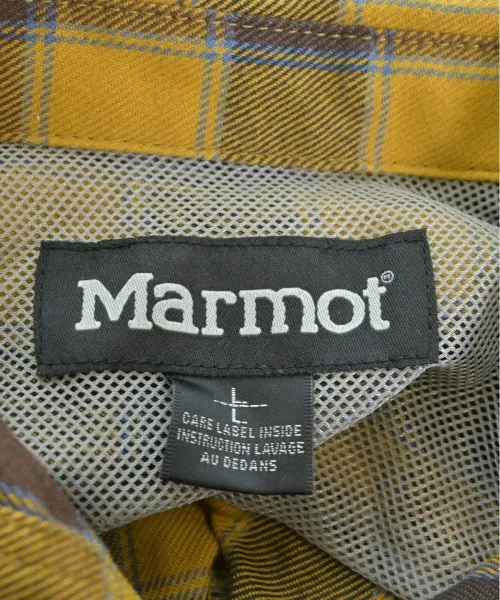 Marmot®
L
CARE LABEL INSIDE
INSTRUCTION LAVAGE
AU DEDANS